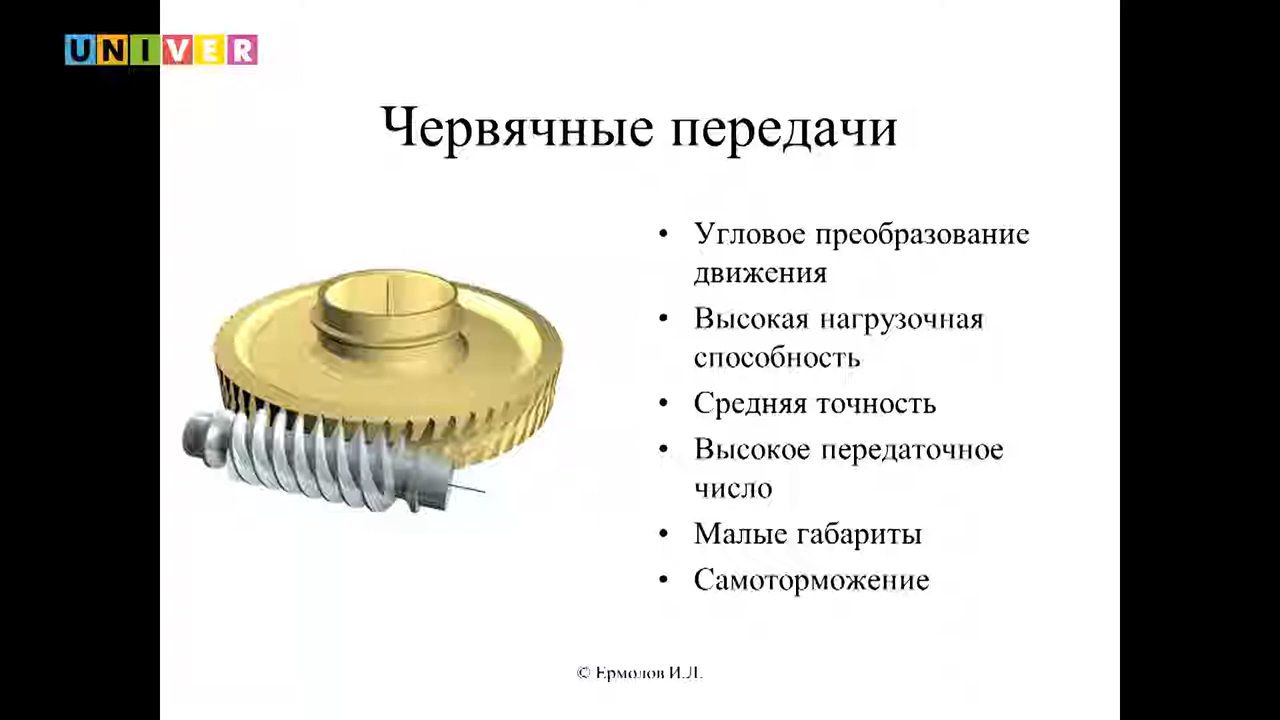 UNIVER
Червячные передачи
• Угловое преобразование
движения
• Высокая нагрузочная
способность
• Средняя точность
• Высокое передаточное
число
• Малые габариты
• Самоторможение
© Ермолов И.Л.